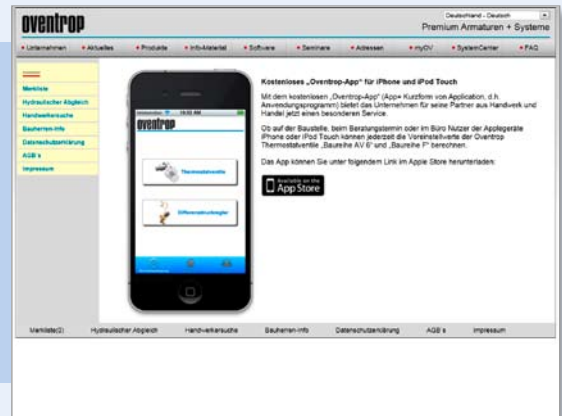 oventrop
Deutschland - Deutsch
Premium Armaturen + Systeme
Unternehmen
Aktuelles
Produkte
Info-Material
Software
Seminare
Adressen
myOV
SystemCenter
FAQ
Merkliste
Hydraulischer Abgleich
Handwerkersuche
Bauherren-Info
Datenschutzerklärung
AGB's
Impressum
oventrop
Thermostatventile
Differenzdruckregler
Kostenloses „Oventrop-App" für iPhone und iPod Touch
Mit dem kostenlosen „Oventrop-App" (App= Kurzform von Application, d.h.
Anwendungsprogramm) bietet das Unternehmen für seine Partner aus Handwerk und
Handel jetzt einen besonderen Service.
Ob auf der Baustelle, beim Beratungstermin oder im Büro Nutzer der Applegeräte
iPhone oder iPod Touch können jederzeit die Voreinstellwerte der Oventrop
Thermostatventile „Baureihe AV 6" und „Baureihe F" berechnen.
Das App können Sie unter folgendem Link im Apple Store herunterladen:
Available on the
App Store
Merkliste(0)
Hydraulischer Abgleich
Handwerkersuche
Bauherren-Info
Datenschutzerklärung
AGB's
Impressum